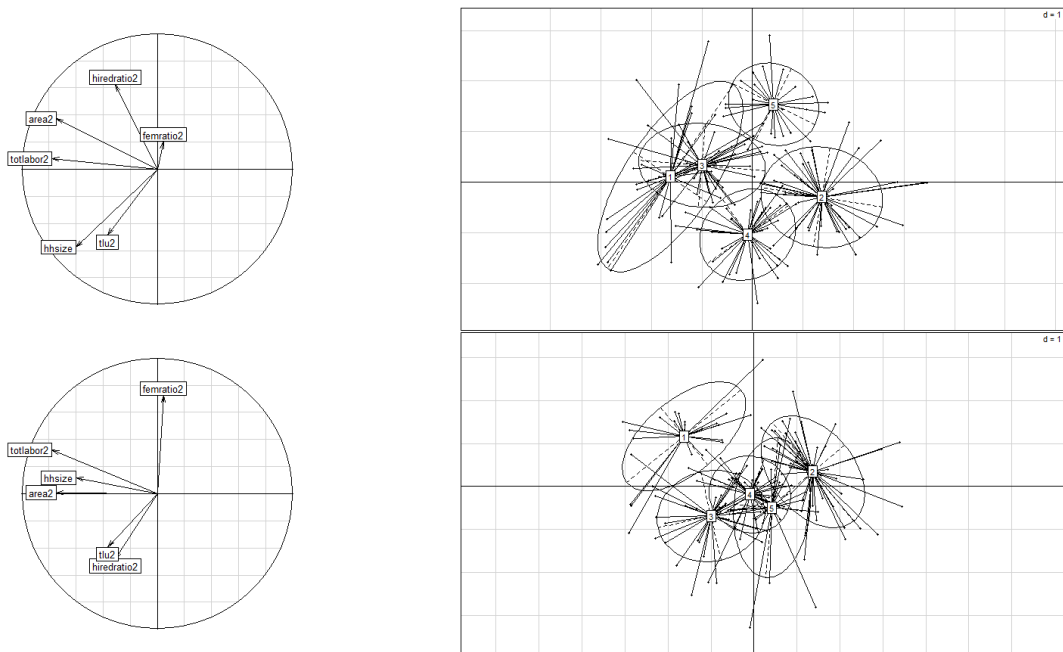 d = 1
hiredratio2
area2
femratio2
totlabor2
tlu2
hhsize
5
3
1
2
4
d = 1
femratio2
totlabor2
hhsize
area2
tlu2
hiredratio2
1
2
4
5
3